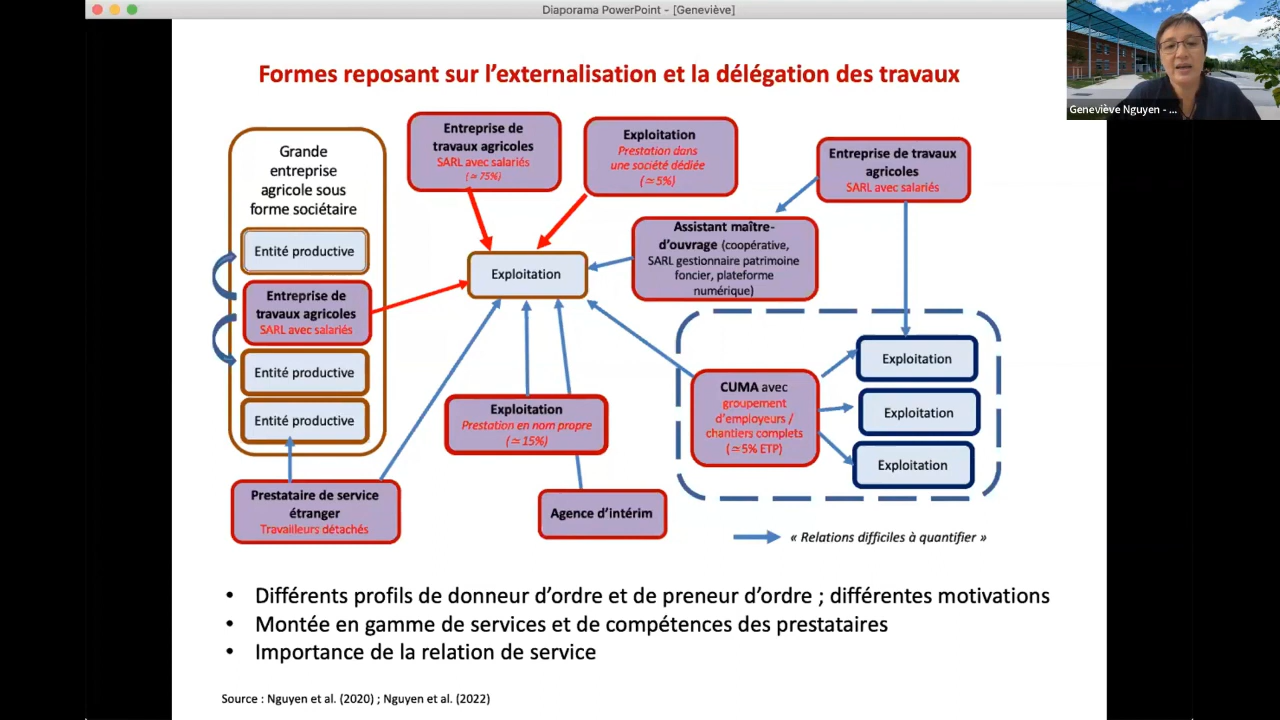 Diaporama PowerPoint - [Geneviève]
Geneviève Nguyen - ...
Formes reposant sur l'externalisation et la délégation des travaux
Grande
entreprise
agricole sous
forme sociétaire
Entité productive
Entreprise de
travaux agricoles
SARL avec salariés
Entité productive
Entité productive
Entreprise de
travaux agricoles
SARL avec salariés
(≃ 75%)
Exploitation
Prestation dans
une société dédiée
(≃ 5%)
Entreprise de travaux
agricoles
SARL avec salariés
Assistant maître-
d'ouvrage (coopérative,
SARL gestionnaire patrimoine
foncier, plateforme
numérique)
Exploitation
Exploitation
Prestation en nom propre
(≃ 15%)
CUMA avec
groupement
d'employeurs /
chantiers complets
(≃ 5% ETP)
Exploitation
Exploitation
Exploitation
Prestataire de service
étranger
Travailleurs détachés
Agence d'intérim
« Relations difficiles à quantifier »
• Différents profils de donneur d'ordre et de preneur d'ordre ; différentes motivations
• Montée en gamme de services et de compétences des prestataires
• Importance de la relation de service
Source : Nguyen et al. (2020) ; Nguyen et al. (2022)